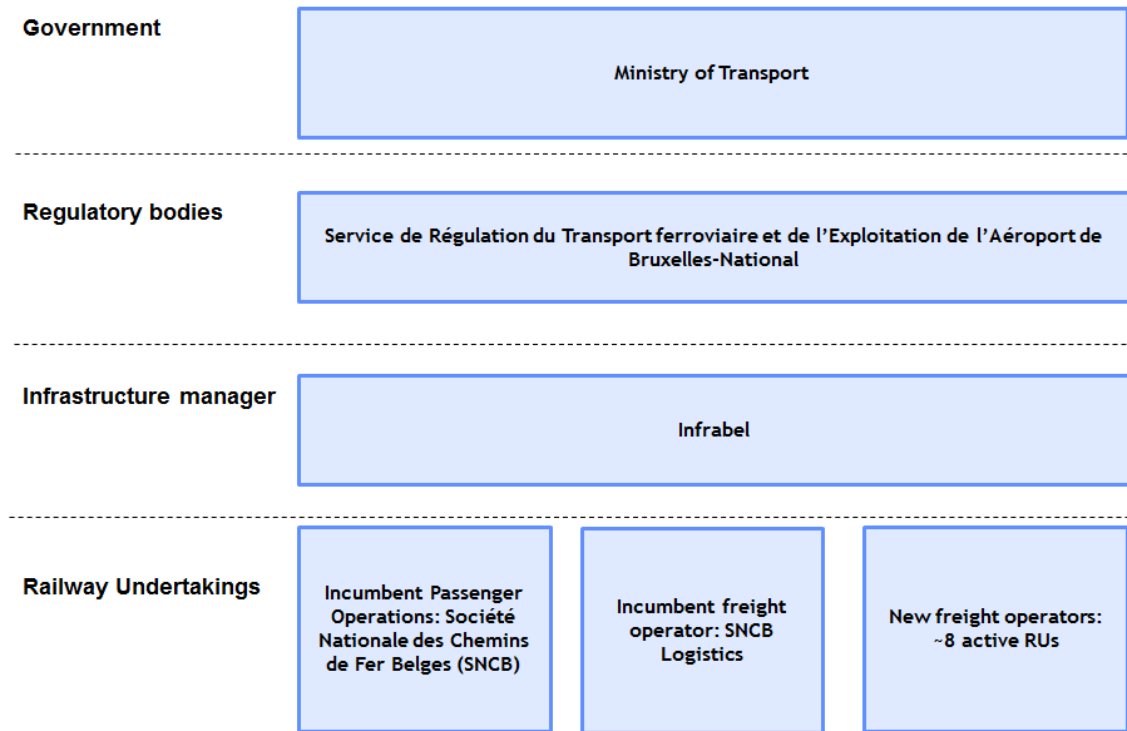 Government
Ministry of Transport
Regulatory bodies
Service de Régulation du Transport ferroviaire et de l’Exploitation de l’Aéroport de
Bruxelles-National
Infrastructure manager
Infrabel
Railway Undertakings
Incumbent Passenger
Operations: Société
Nationale des Chemins
de Fer Belges (SNCB)
Incumbent freight
operator: SNCB
Logistics
New freight operators:
~8 active RUs